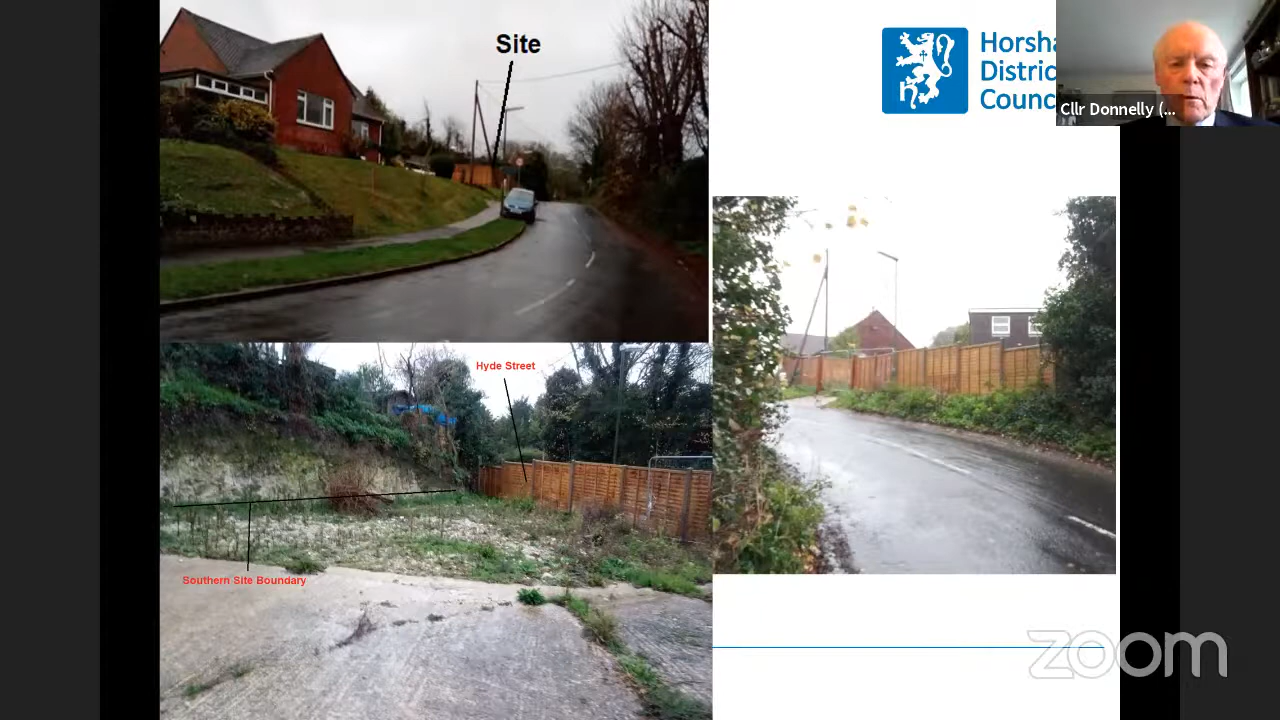 Site
Horsha
Distric
Counc
Cllr Donnelly (...
Hyde Street
Southern Site Boundary
zoom